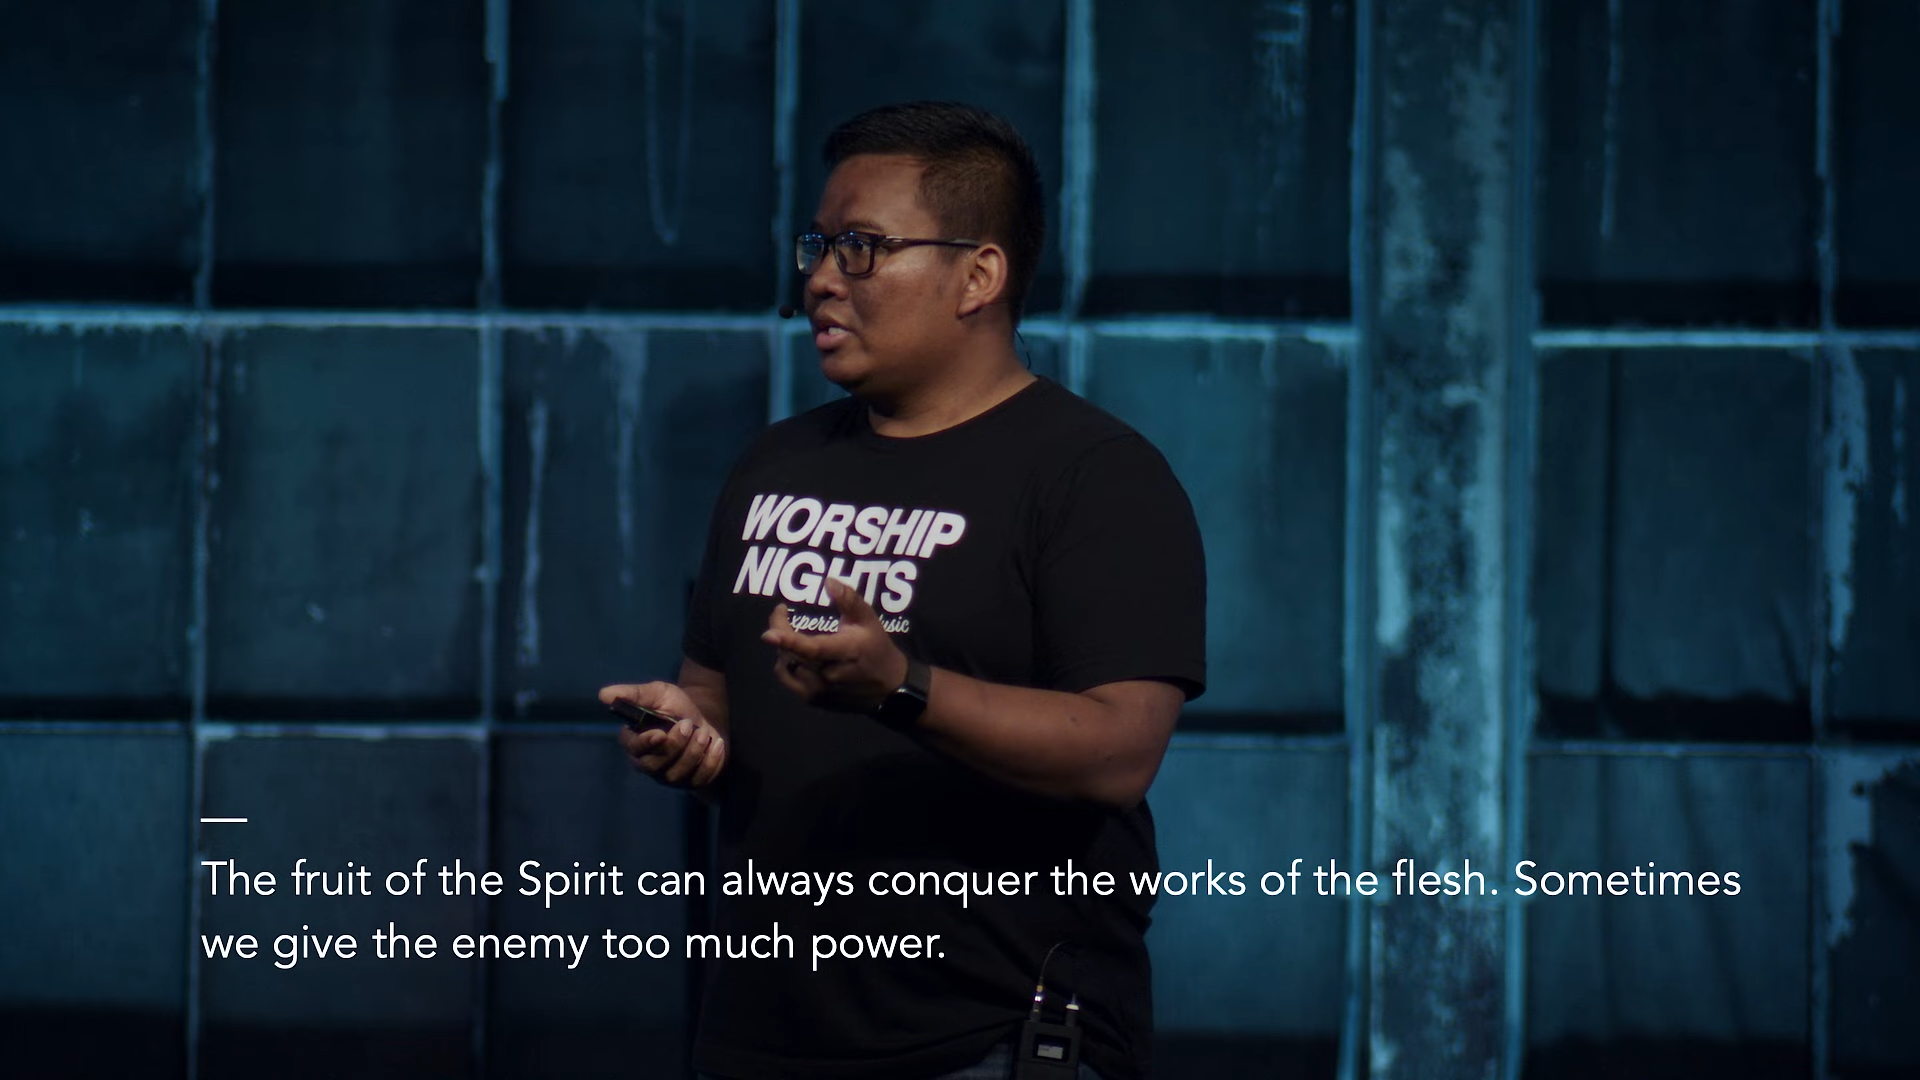 WORSHIP
NIGHTS
The fruit of the Spirit can always conquer the works of the flesh. Sometimes
we give the enemy too much power.